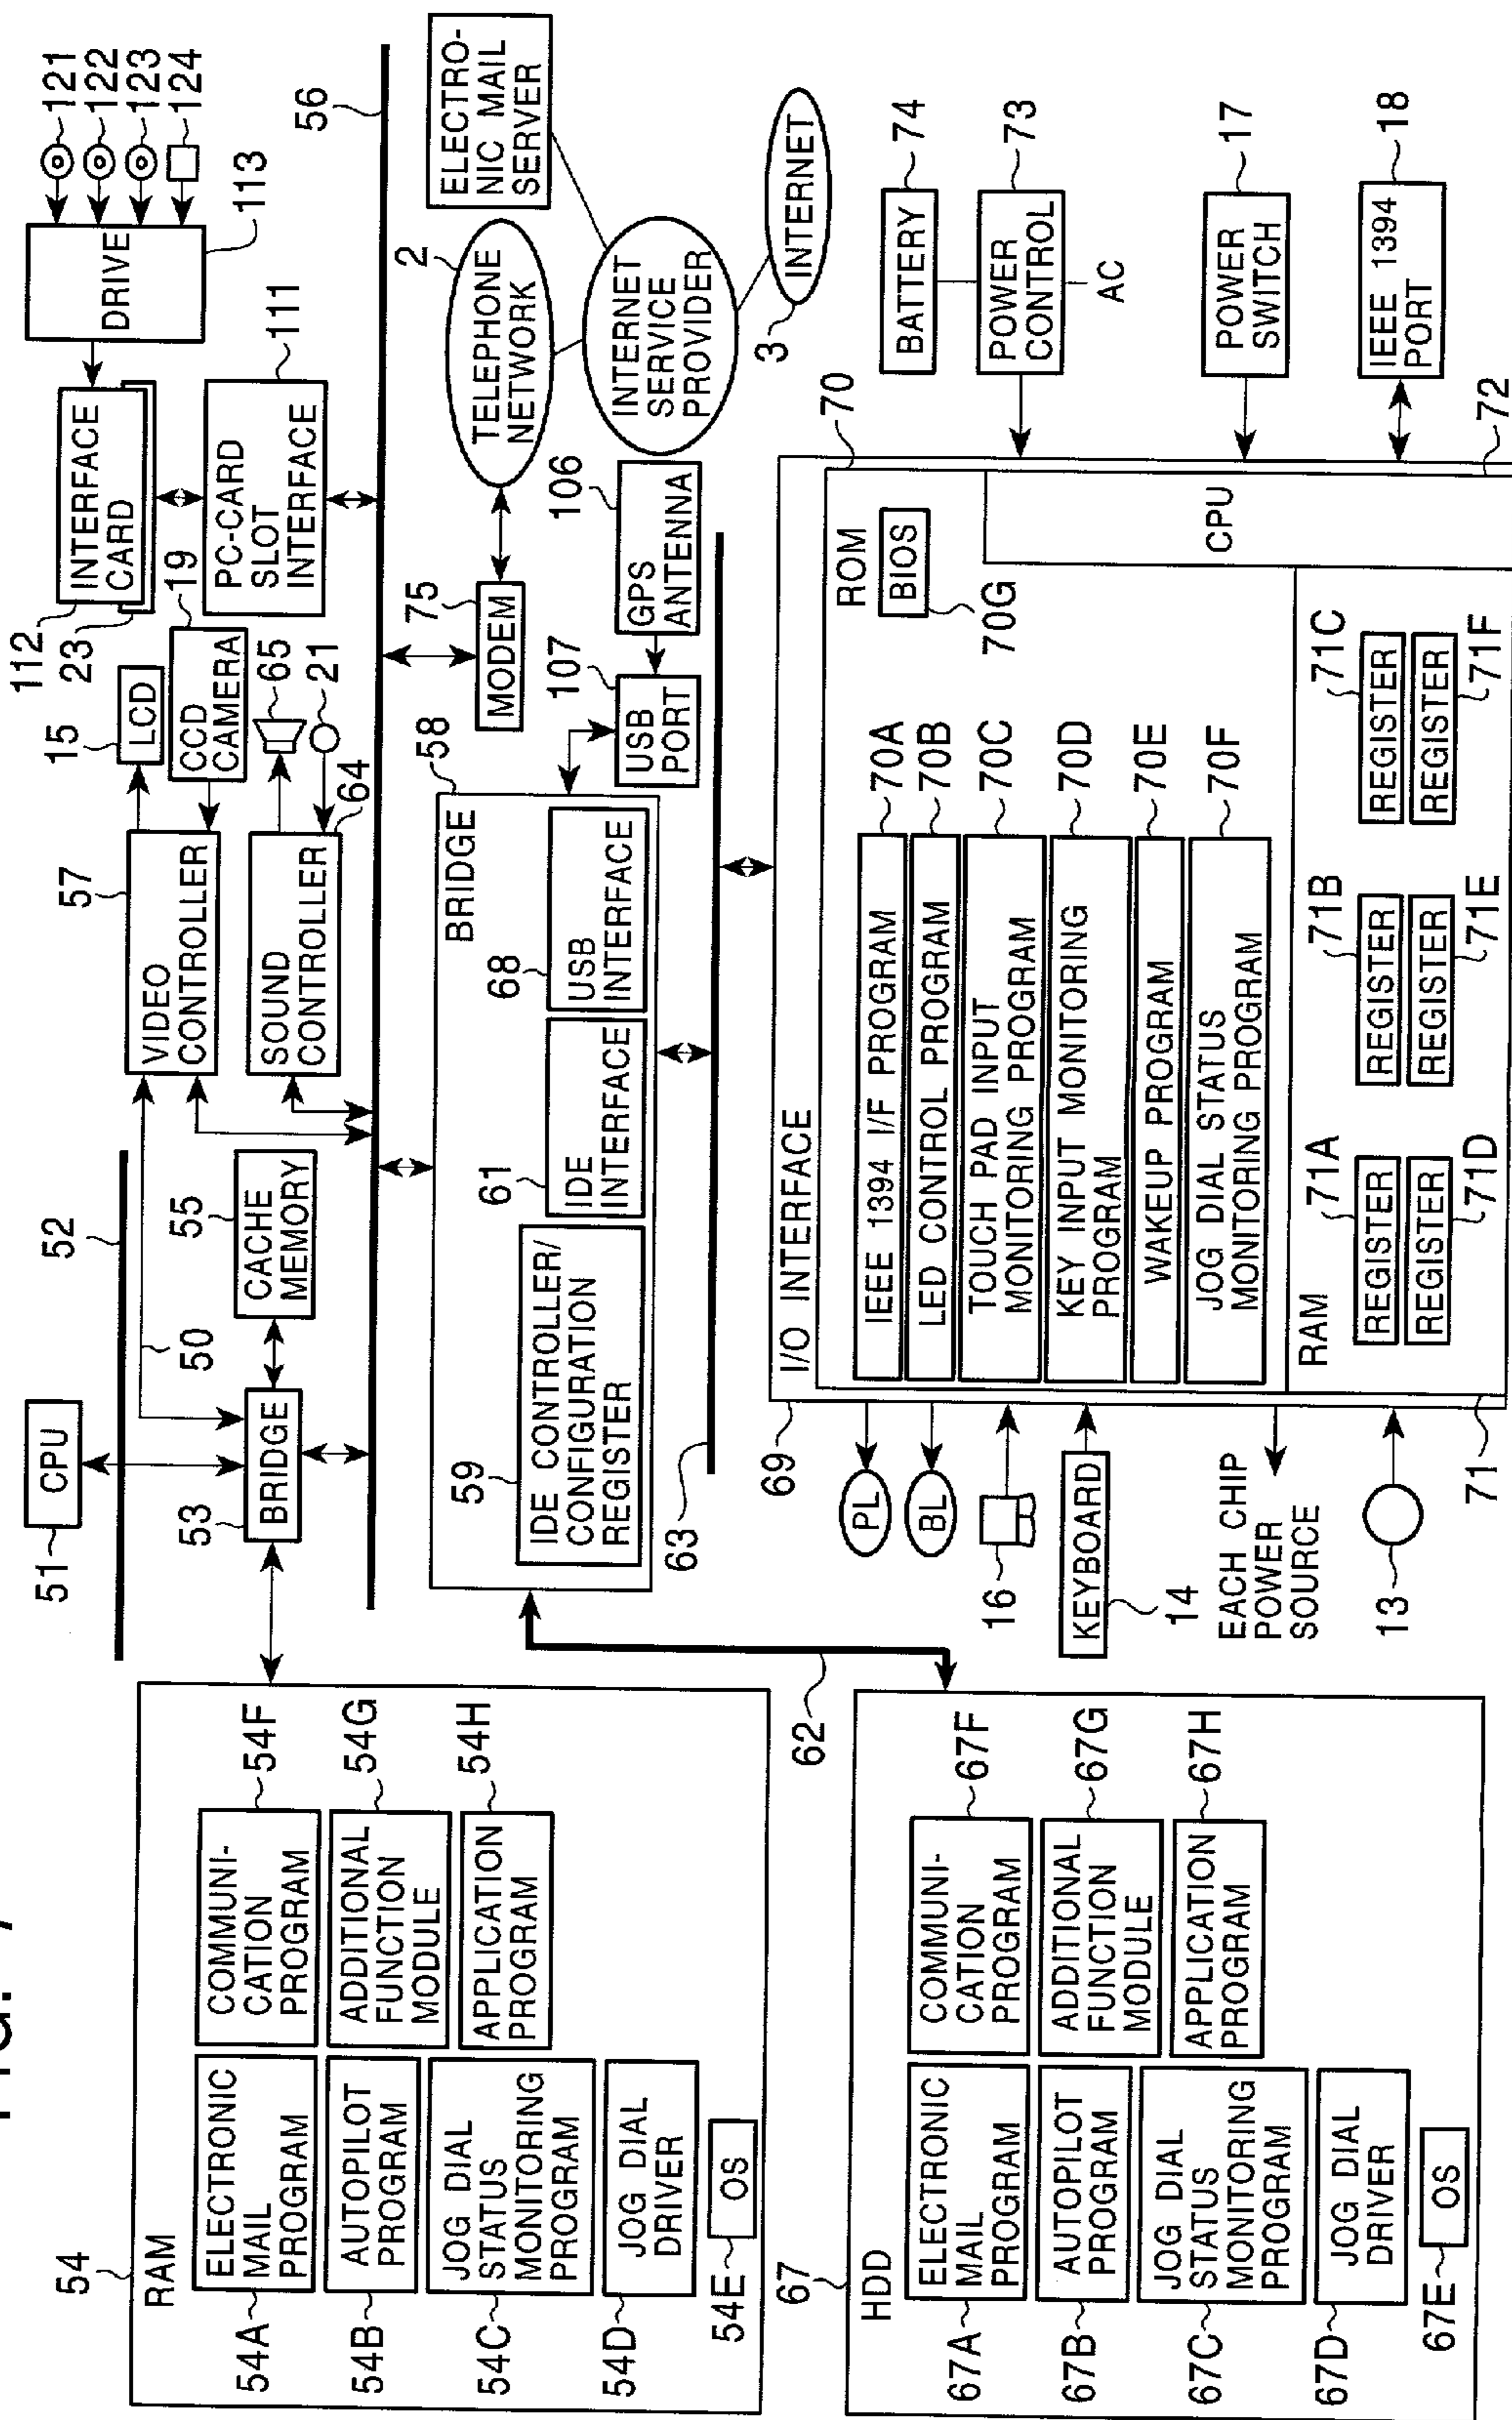 FIG. 7
54
RAM
54A
ELECTRONIC
MAIL
PROGRAM
54B
AUTOPILOT
PROGRAM
54C
JOG DIAL
STATUS
MONITORING
PROGRAM
54D
JOG DIAL
DRIVER
54E
OS
COMMUNI-
CATION
PROGRAM
54F
ADDITIONAL
FUNCTION
MODULE
54G
APPLICATION
PROGRAM
54H
67
HDD
67A
ELECTRONIC
MAIL
PROGRAM
67B
AUTOPILOT
PROGRAM
67C
JOG DIAL
STATUS
MONITORING
PROGRAM
67D
JOG DIAL
DRIVER
67E
OS
COMMUNI-
CATION
PROGRAM
67F
ADDITIONAL
FUNCTION
MODULE
67G
APPLICATION
PROGRAM
67H
62
51
CPU
52
53
BRIDGE
50
55
CACHE
MEMORY
57
VIDEO
CONTROLLER
SOUND
CONTROLLER
64
15
LCD
CCD
CAMERA
19
65
21
112
23
INTERFACE
CARD
PC-CARD
SLOT
INTERFACE
111
DRIVE
113
121
122
123
124
56
58
BRIDGE
59
IDE CONTROLLER/
CONFIGURATION
REGISTER
61
IDE
INTERFACE
68
USB
INTERFACE
63
75
MODEM
107
USB
PORT
106
GPS
ANTENNA
2
TELEPHONE
NETWORK
INTERNET
SERVICE
PROVIDER
ELECTRO-
NIC MAIL
SERVER
3
INTERNET
69
I/O INTERFACE
PL
BL
16
KEYBOARD
14
EACH CHIP
POWER
SOURCE
13
IEEE 1394 I/F PROGRAM
70A
LED CONTROL PROGRAM
70B
TOUCH PAD INPUT
MONITORING PROGRAM
70C
KEY INPUT MONITORING
PROGRAM
70D
WAKEUP PROGRAM
70E
JOG DIAL STATUS
MONITORING PROGRAM
70F
ROM
BIOS
70G
70
CPU
72
RAM
71
71A
REGISTER
71B
REGISTER
71C
REGISTER
REGISTER
71D
REGISTER
71E
REGISTER
71F
BATTERY
74
POWER
CONTROL
73
AC
POWER
SWITCH
17
IEEE 1394
PORT
18